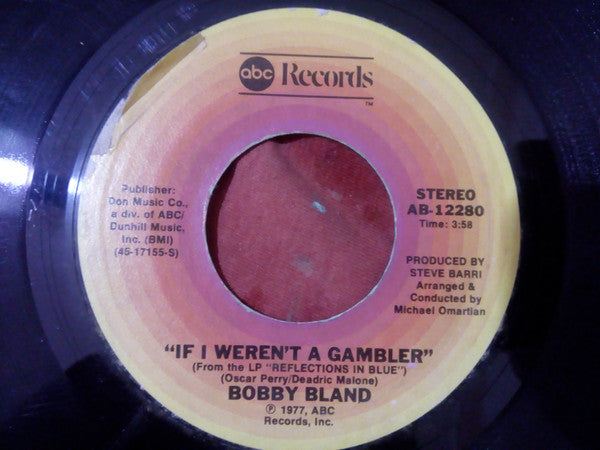 abc Records
TM
Publisher:
Don Music Co.,
a div. of ABC/
Dunhill Music,
Inc. (BMI)
(45-17155-S)
STEREO
AB-12280
Time: 3:58
PRODUCED BY
STEVE BARRI
Arranged &
Conducted by
Michael Omartian
"IF I WEREN'T A GAMBLER"
(From the LP "REFLECTIONS IN BLUE")
(Oscar Perry/Deadric Malone)
BOBBY BLAND
℗ 1977, ABC
Records, Inc.